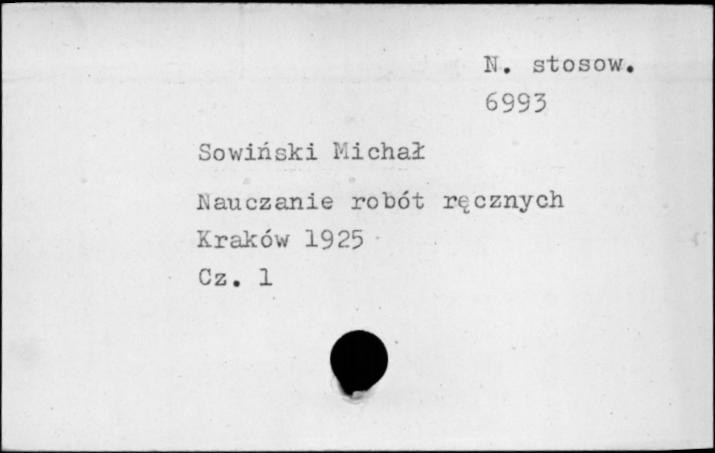 N. stosow.
6993
Sowiński Michał
Nauczanie robót ręcznych
Kraków 1925
Cz. 1